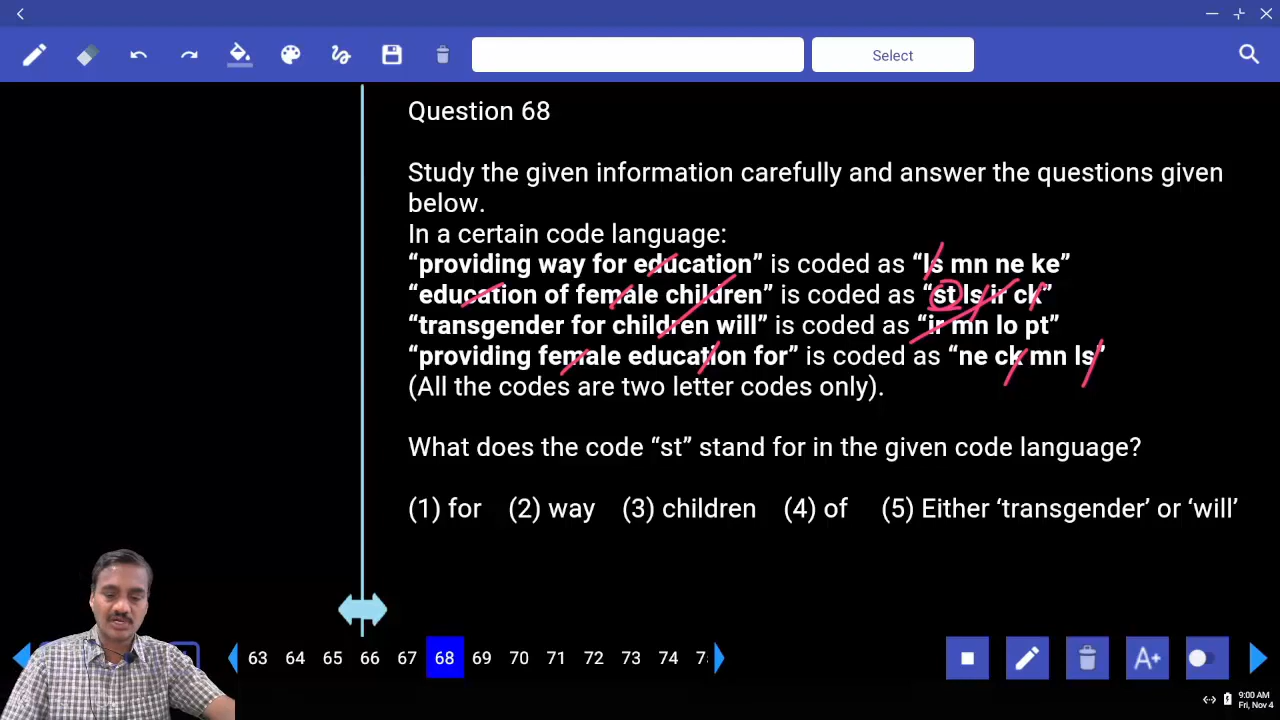 Select
Question 68
Study the given information carefully and answer the questions given
below.
In a certain code language:
“providing way for education” is coded as “ls mn ne ke”
“education of female children” is coded as “st ls ir ck”
“transgender for children will” is coded as “ir mn lo pt”
“providing female education for” is coded as “ne ck mn ls”
(All the codes are two letter codes only).
What does the code “st” stand for in the given code language?
(1) for (2) way (3) children (4) of (5) Either ‘transgender’ or ‘will’
63 64 65 66 67 68 69 70 71 72 73 74
A+
9:00 AM
Fri, Nov 4